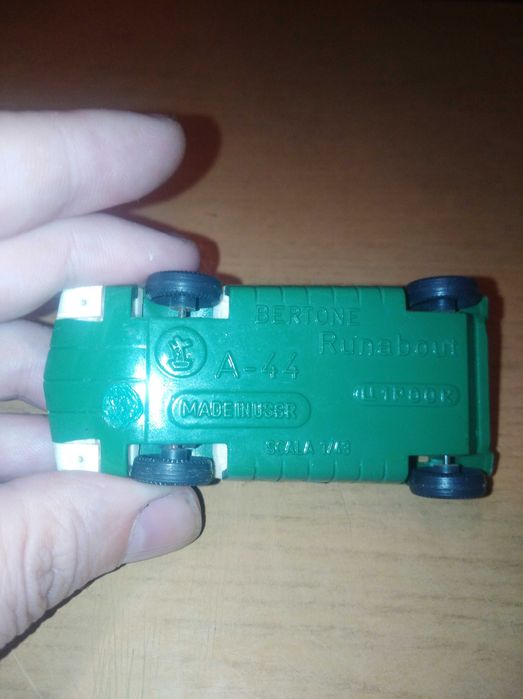 BERTONE
Runabout
A-44
MADE IN USSR
SCALA 1/43